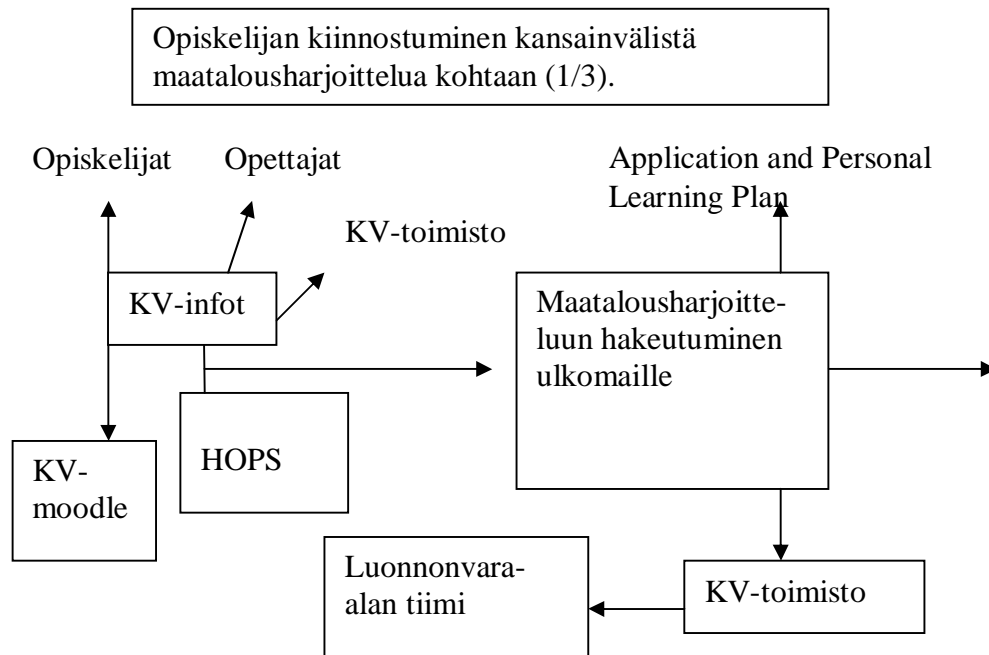 Opiskelijan kiinnostuminen kansainvälistä
maatalousharjoittelua kohtaan (1/3).
Opiskelijat
Opettajat
Application and Personal
Learning Plan
KV-toimisto
KV-infot
Maatalousharjoitte-
luun hakeutuminen
ulkomaille
HOPS
KV-
moodle
Luonnonvara-
alan tiimi
KV-toimisto